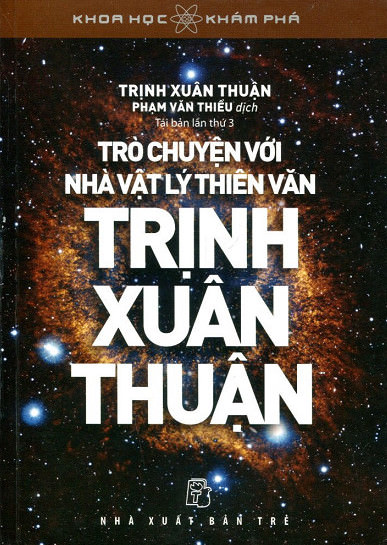 KHOA HỌC KHÁM PHÁ
TRỊNH XUÂN THUẬN
PHẠM VĂN THIỀU dịch
Tái bản lần thứ 3
TRÒ CHUYỆN VỚI
NHÀ VẬT LÝ THIÊN VĂN
TRỊNH
XUÂN
THUẬN
NHÀ XUẤT BẢN TRẺ